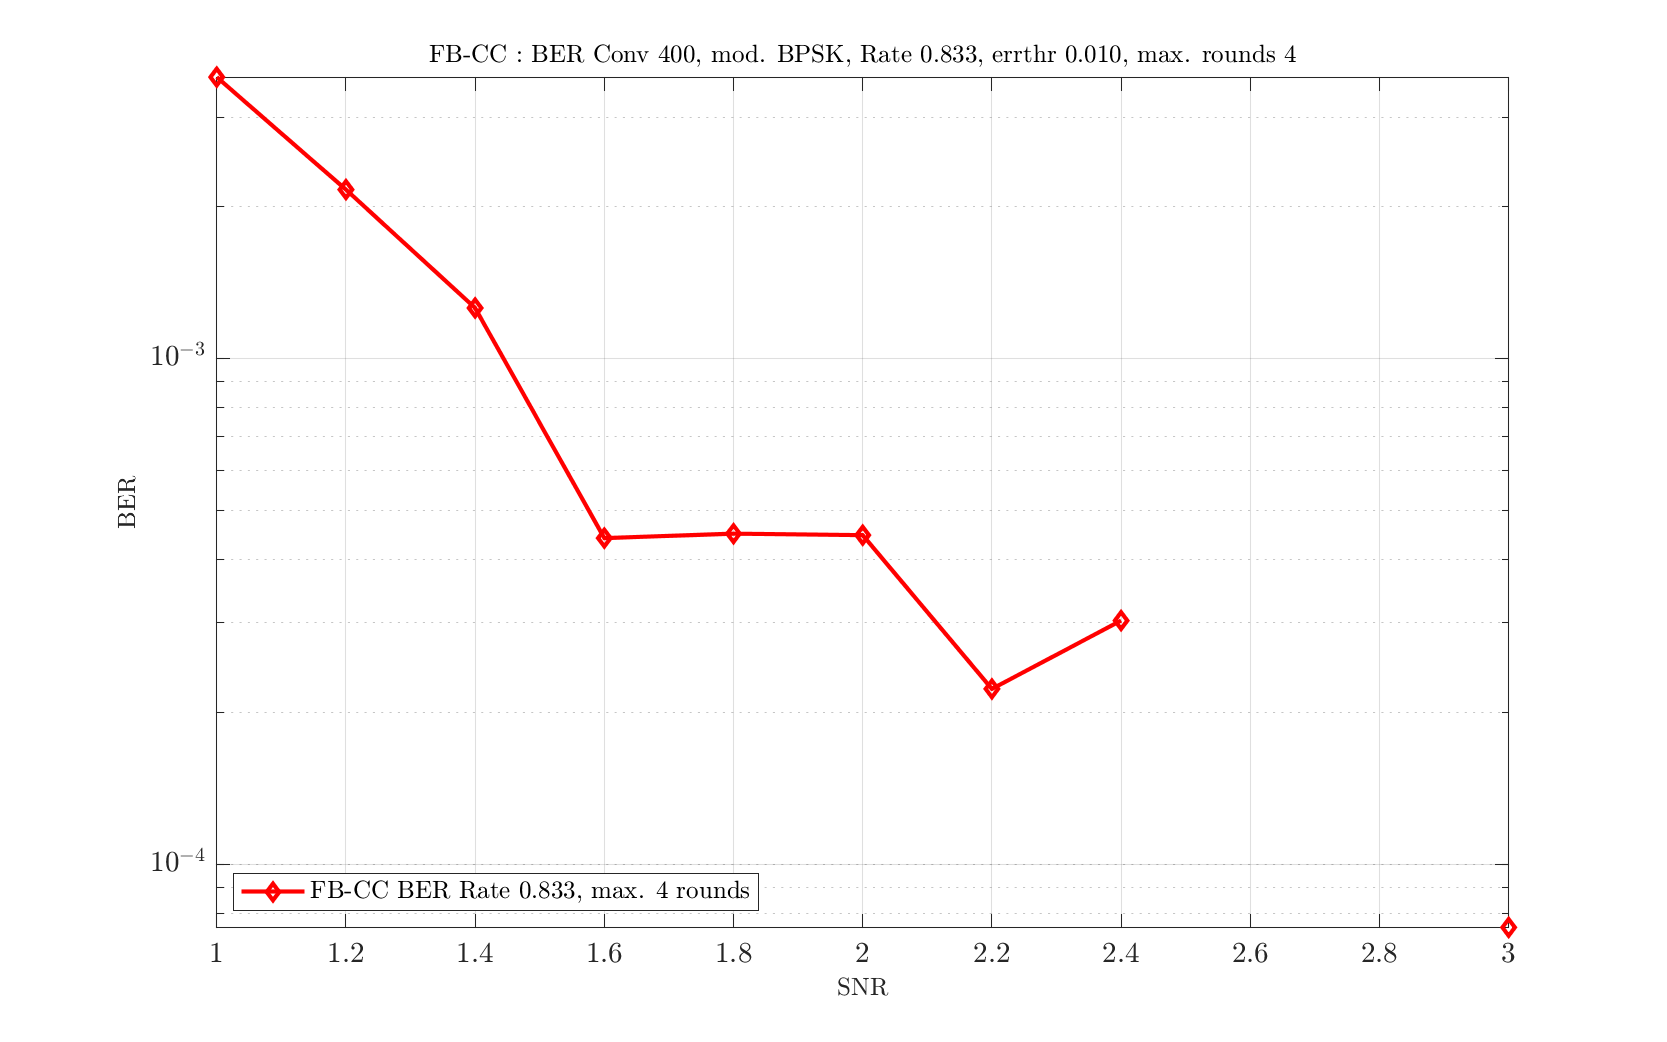 FB-CC : BER Conv 400, mod. BPSK, Rate 0.833, errthr 0.010, max. rounds 4
10⁻³
BER
10⁻⁴
FB-CC BER Rate 0.833, max. 4 rounds
1 1.2 1.4 1.6 1.8 2 2.2 2.4 2.6 2.8 3
SNR